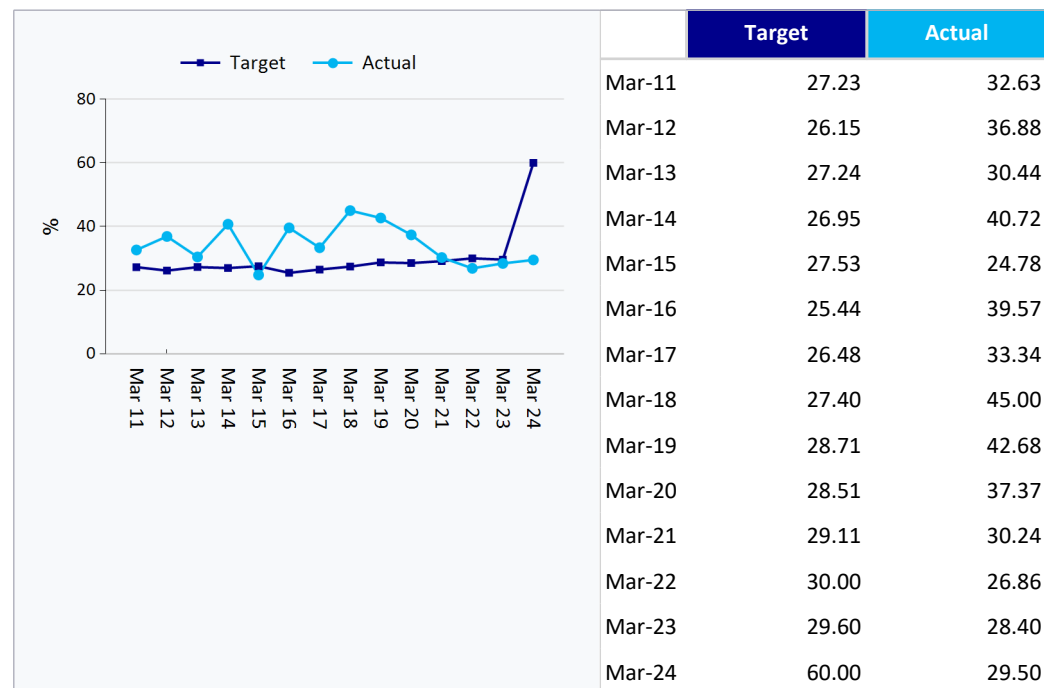 Target Actual
80
60
40
20
0
%
Mar 11 Mar 12 Mar 13 Mar 14 Mar 15 Mar 16 Mar 17 Mar 18 Mar 19 Mar 20 Mar 21 Mar 22 Mar 23 Mar 24
Target Actual
Mar-11 27.23 32.63
Mar-12 26.15 36.88
Mar-13 27.24 30.44
Mar-14 26.95 40.72
Mar-15 27.53 24.78
Mar-16 25.44 39.57
Mar-17 26.48 33.34
Mar-18 27.40 45.00
Mar-19 28.71 42.68
Mar-20 28.51 37.37
Mar-21 29.11 30.24
Mar-22 30.00 26.86
Mar-23 29.60 28.40
Mar-24 60.00 29.50